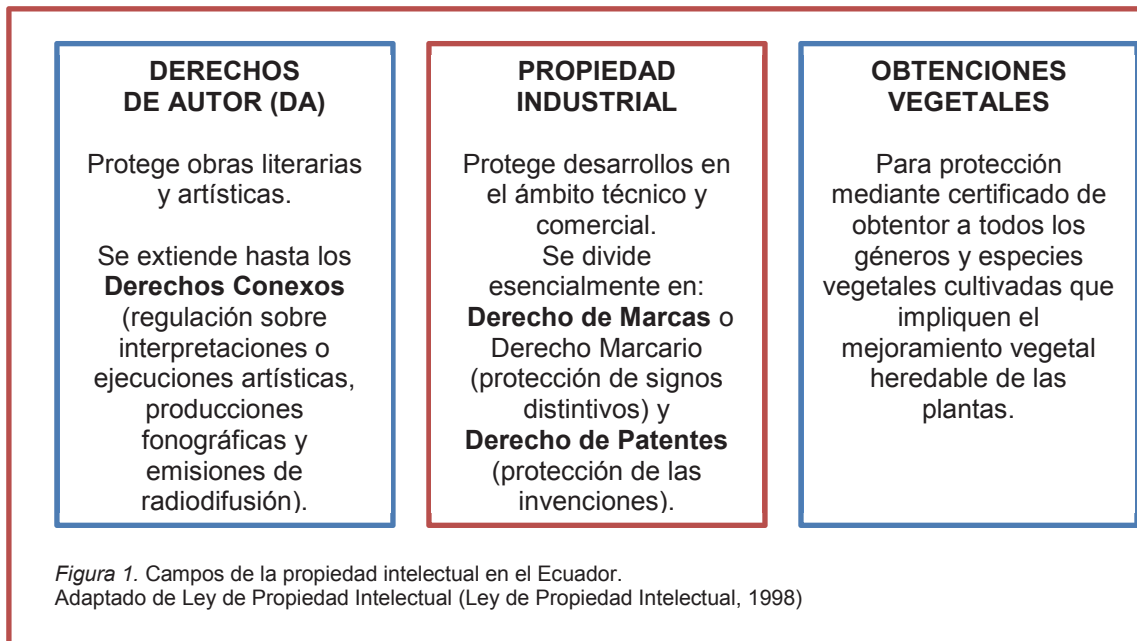 DERECHOS
DE AUTOR (DA)
Protege obras literarias
y artísticas.
Se extiende hasta los
Derechos Conexos
(regulación sobre
interpretaciones o
ejecuciones artísticas,
producciones
fonográficas y
emisiones de
radiodifusión).
PROPIEDAD
INDUSTRIAL
Protege desarrollos en
el ámbito técnico y
comercial.
Se divide
esencialmente en:
Derecho de Marcas o
Derecho Marcario
(protección de signos
distintivos) y
Derecho de Patentes
(protección de las
invenciones).
OBTENCIONES
VEGETALES
Para protección
mediante certificado de
obtentor a todos los
géneros y especies
vegetales cultivadas que
impliquen el
mejoramiento vegetal
heredable de las
plantas.
Figura 1. Campos de la propiedad intelectual en el Ecuador.
Adaptado de Ley de Propiedad Intelectual (Ley de Propiedad Intelectual, 1998)